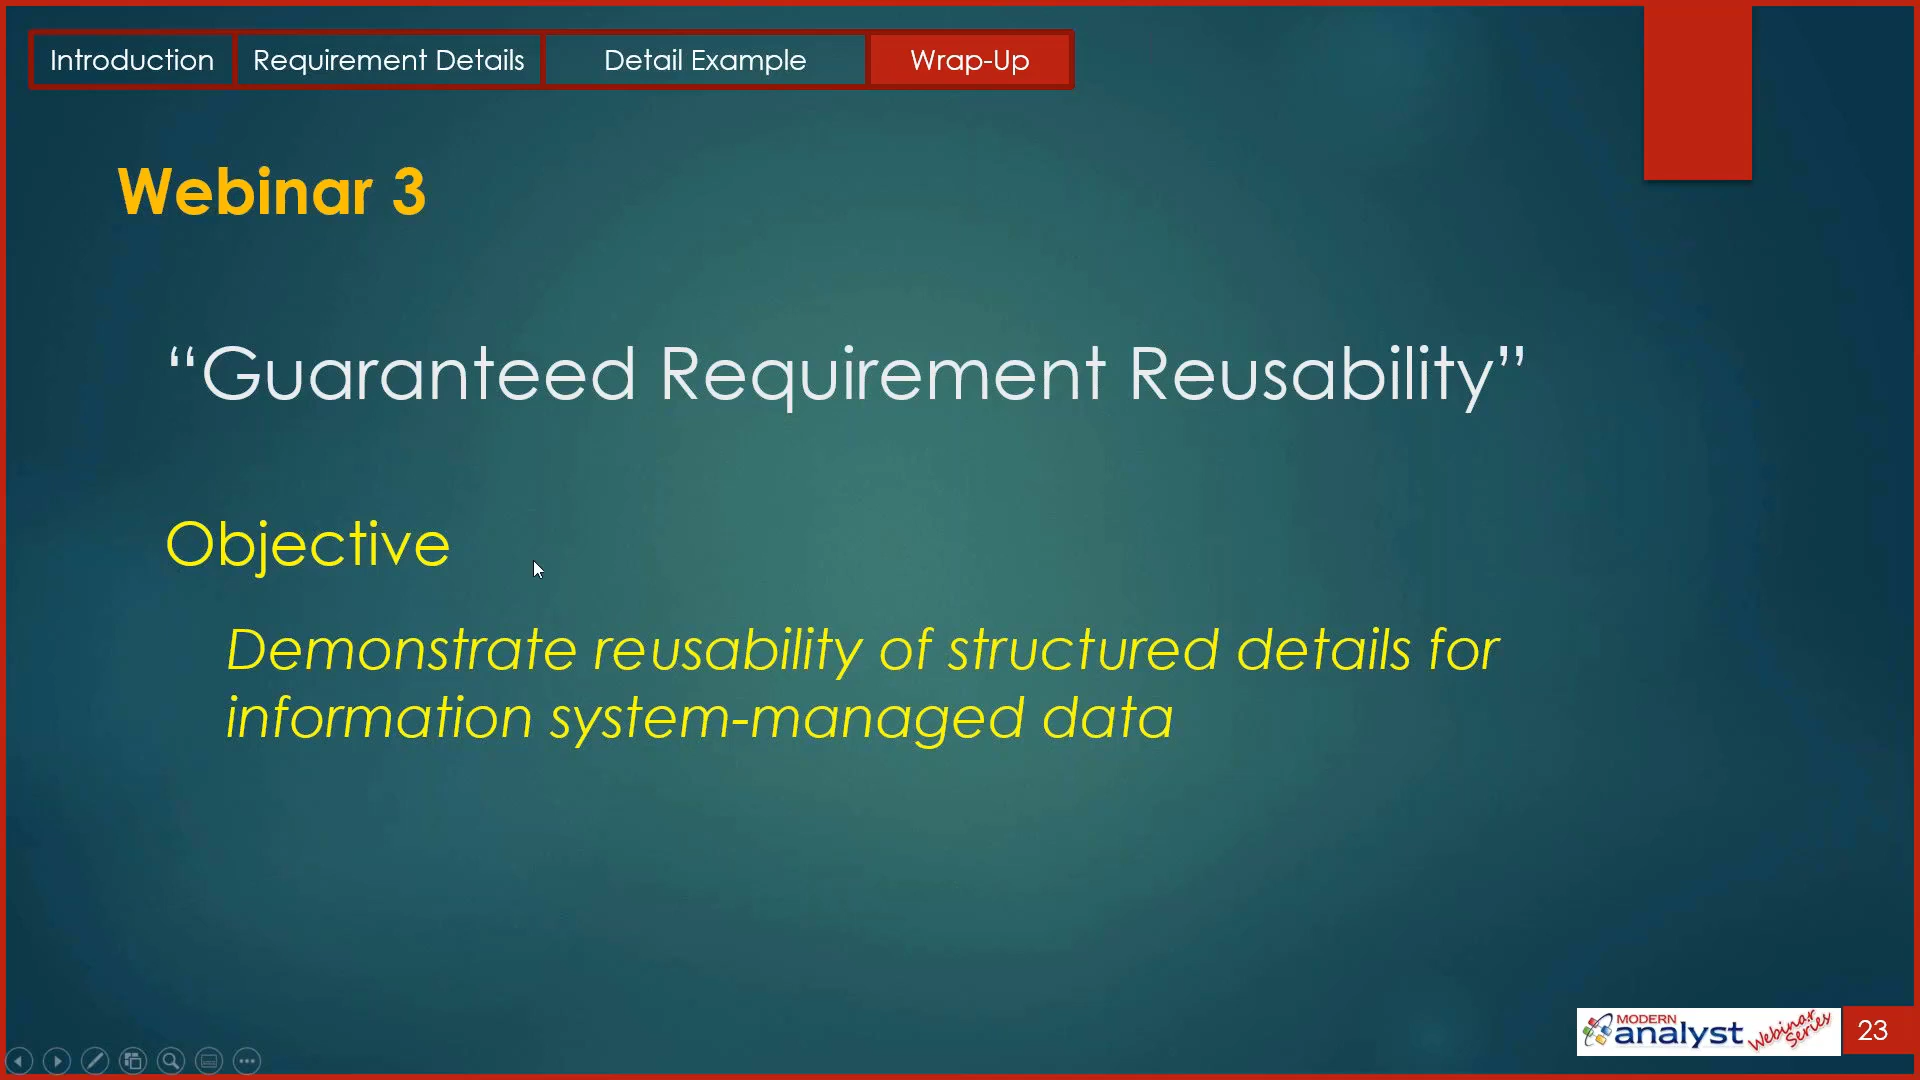 Introduction
Requirement Details
Detail Example
Wrap-Up
Webinar 3
“Guaranteed Requirement Reusability”
Objective
Demonstrate reusability of structured details for
information system-managed data
MODERN
analyst
Webinar
Series
23